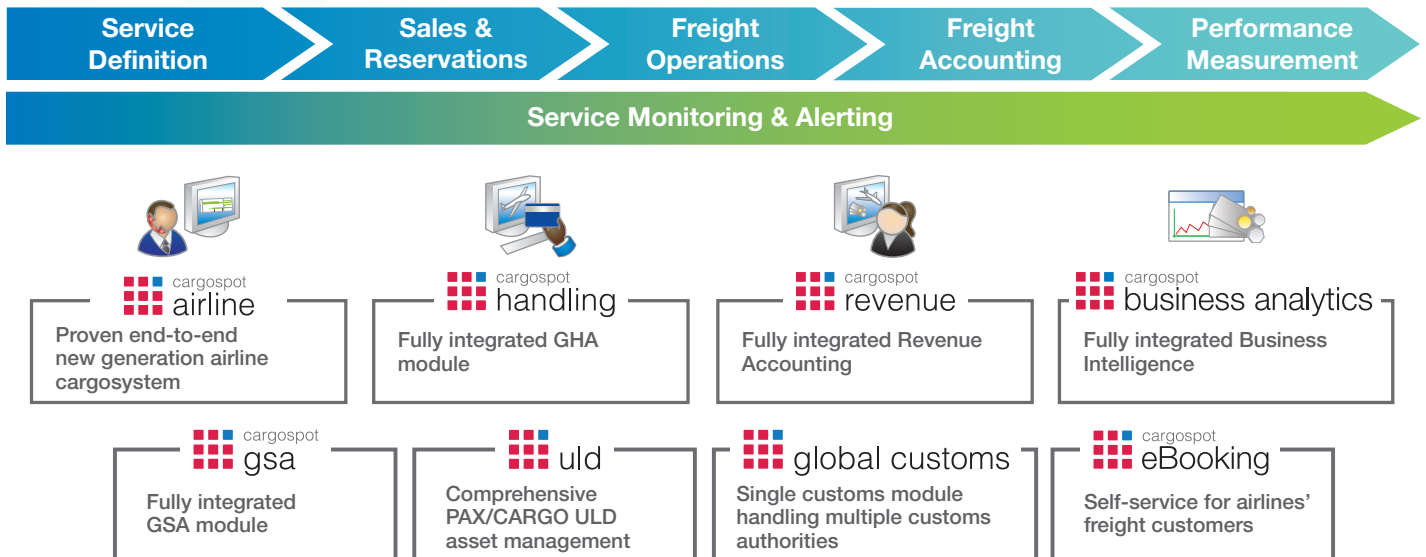 Service
Definition
Sales &
Reservations
Freight
Operations
Freight
Accounting
Performance
Measurement
Service Monitoring & Alerting
cargospot
airline
Proven end-to-end
new generation airline
cargosystem
cargospot
handling
Fully integrated GHA
module
cargospot
revenue
Fully integrated Revenue
Accounting
cargospot
business analytics
Fully integrated Business
Intelligence
cargospot
gsa
Fully integrated
GSA module
uld
Comprehensive
PAX/CARGO ULD
asset management
global customs
Single customs module
handling multiple customs
authorities
cargospot
eBooking
Self-service for airlines’
freight customers